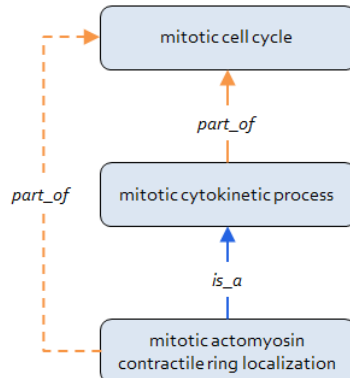 mitotic cell cycle
part_of
part_of
mitotic cytokinetic process
is_a
mitotic actomyosin
contractile ring localization